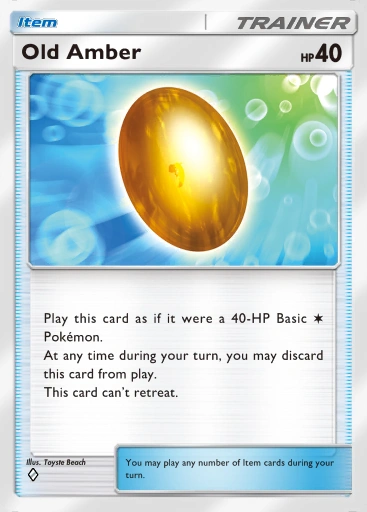 Item
TRAINER
Old Amber
HP 40
Play this card as if it were a 40-HP Basic
Pokémon.
At any time during your turn, you may discard
this card from play.
This card can't retreat.
Illus. Toyste Beach
You may play any number of Item cards during your
turn.